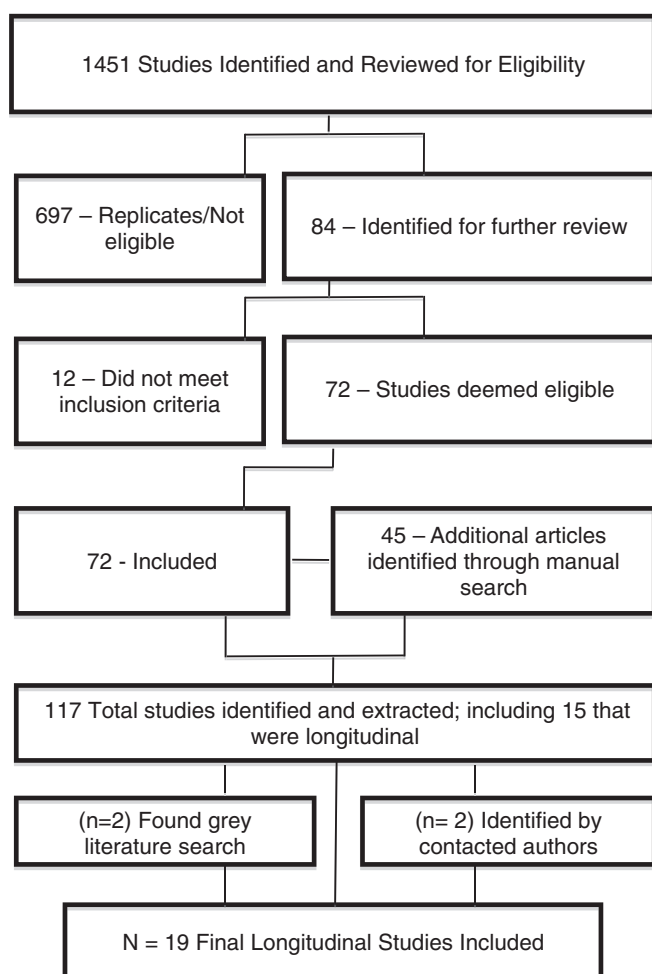 1451 Studies Identified and Reviewed for Eligibility
697 – Replicates/Not
eligible
84 – Identified for further review
12 – Did not meet
inclusion criteria
72 – Studies deemed eligible
72 - Included
45 – Additional articles
identified through manual
search
117 Total studies identified and extracted; including 15 that
were longitudinal
(n=2) Found grey
literature search
(n= 2) Identified by
contacted authors
N = 19 Final Longitudinal Studies Included